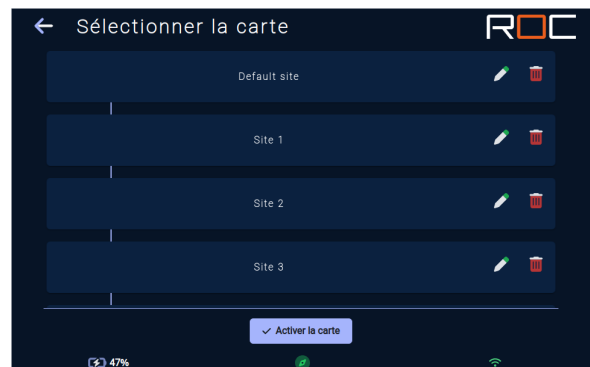 Sélectionner la carte
ROC
Default site
Site 1
Site 2
Site 3
Activer la carte
47%